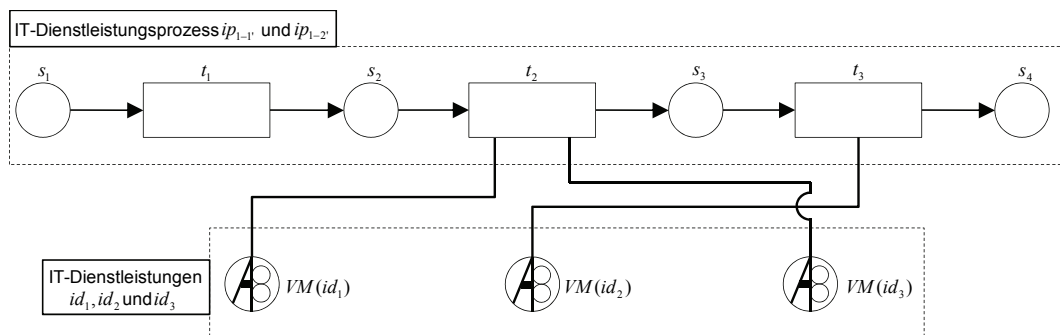 IT-Dienstleistungsprozess ip₁₋₁' und ip₁₋₂'
s₁ t₁ s₂ t₂ s₃ t₃ s₄
IT-Dienstleistungen
id₁, id₂ und id₃
VM(id₁) VM(id₂) VM(id₃)